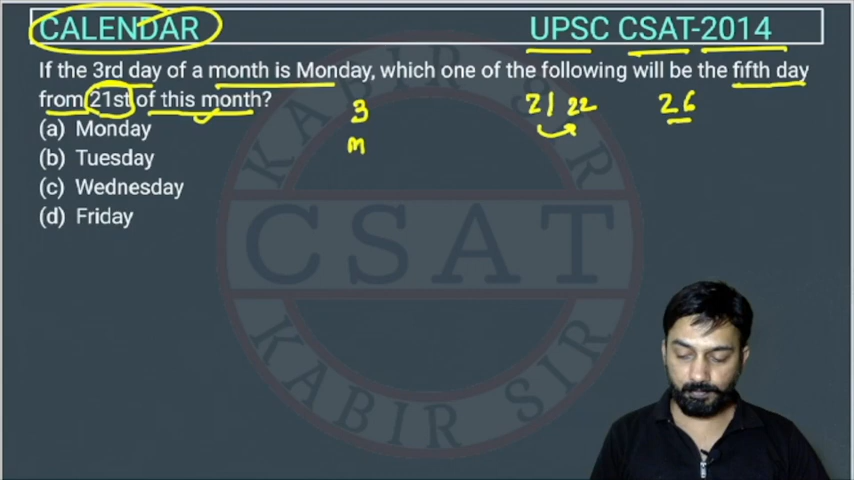 CALENDAR UPSC CSAT-2014
If the 3rd day of a month is Monday, which one of the following will be the fifth day
from 21st of this month?
3 21 22 26
(a) Monday
M
(b) Tuesday
(c) Wednesday
(d) Friday
KABIR SIR
CSAT
KABIR SIR